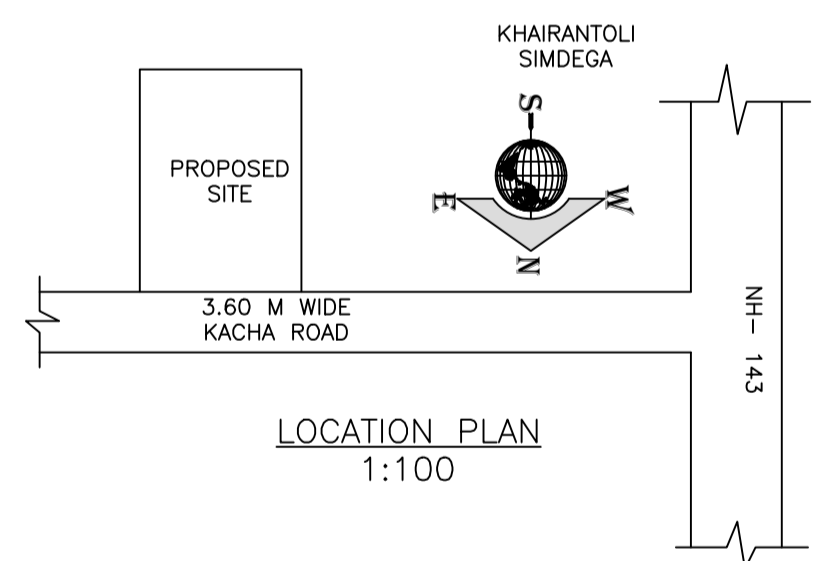 KHAIRANTOLI
SIMDEGA
S
PROPOSED
SITE
E
W
N
3.60 M WIDE
KACHA ROAD
NH- 143
LOCATION PLAN
1:100